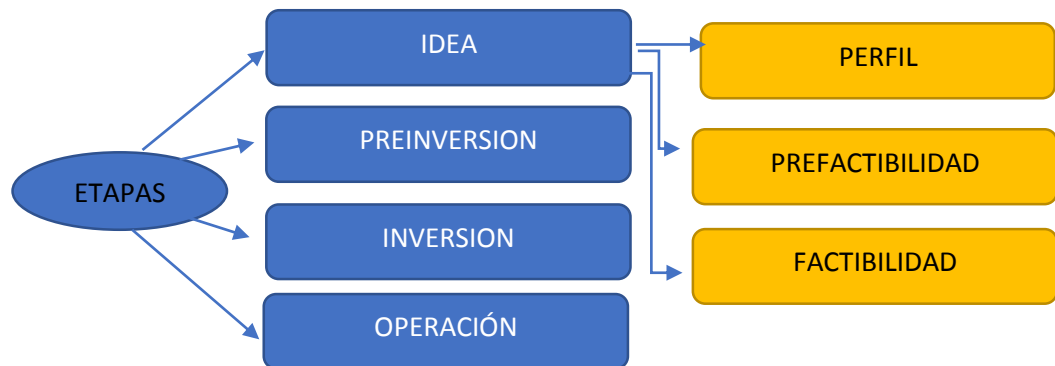 IDEA
PERFIL
PREINVERSION
PREFACTIBILIDAD
ETAPAS
INVERSION
FACTIBILIDAD
OPERACIÓN